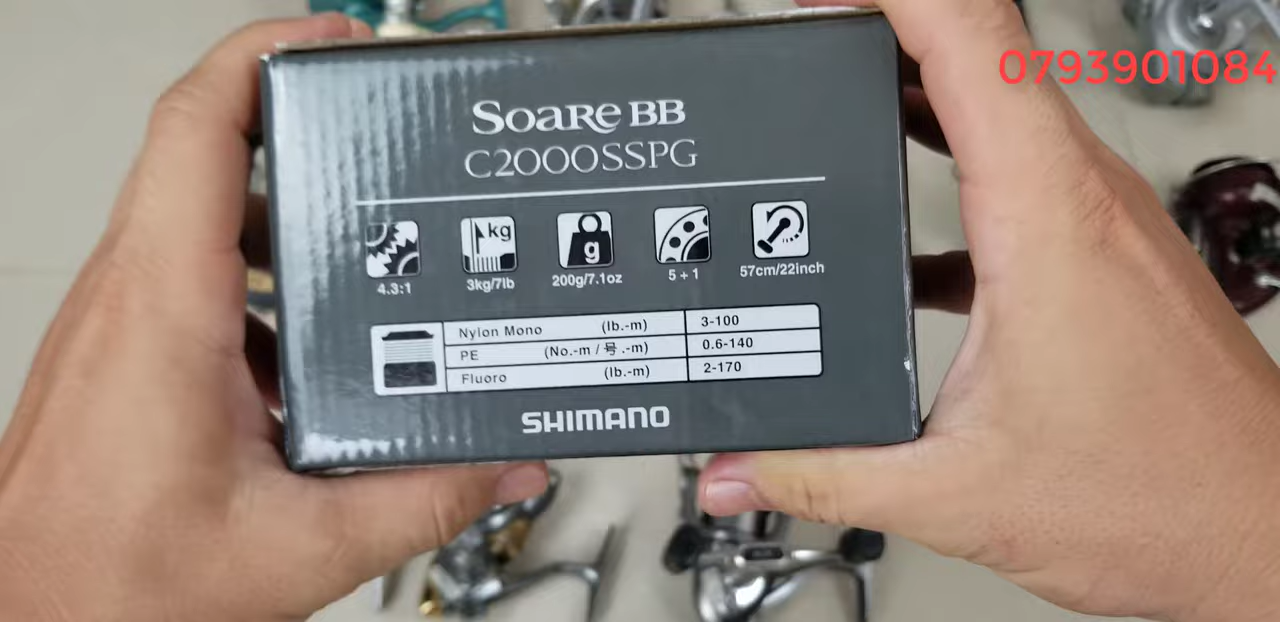 0793901084
Soare BB
C2000SSPG
kg
g
4.3:1
3kg/7lb
200g/7.1oz
5+1
57cm/22inch
Nylon Mono (lb.-m) 3-100
PE (No.-m / 号.-m) 0.6-140
Fluoro (lb.-m) 2-170
SHIMANO